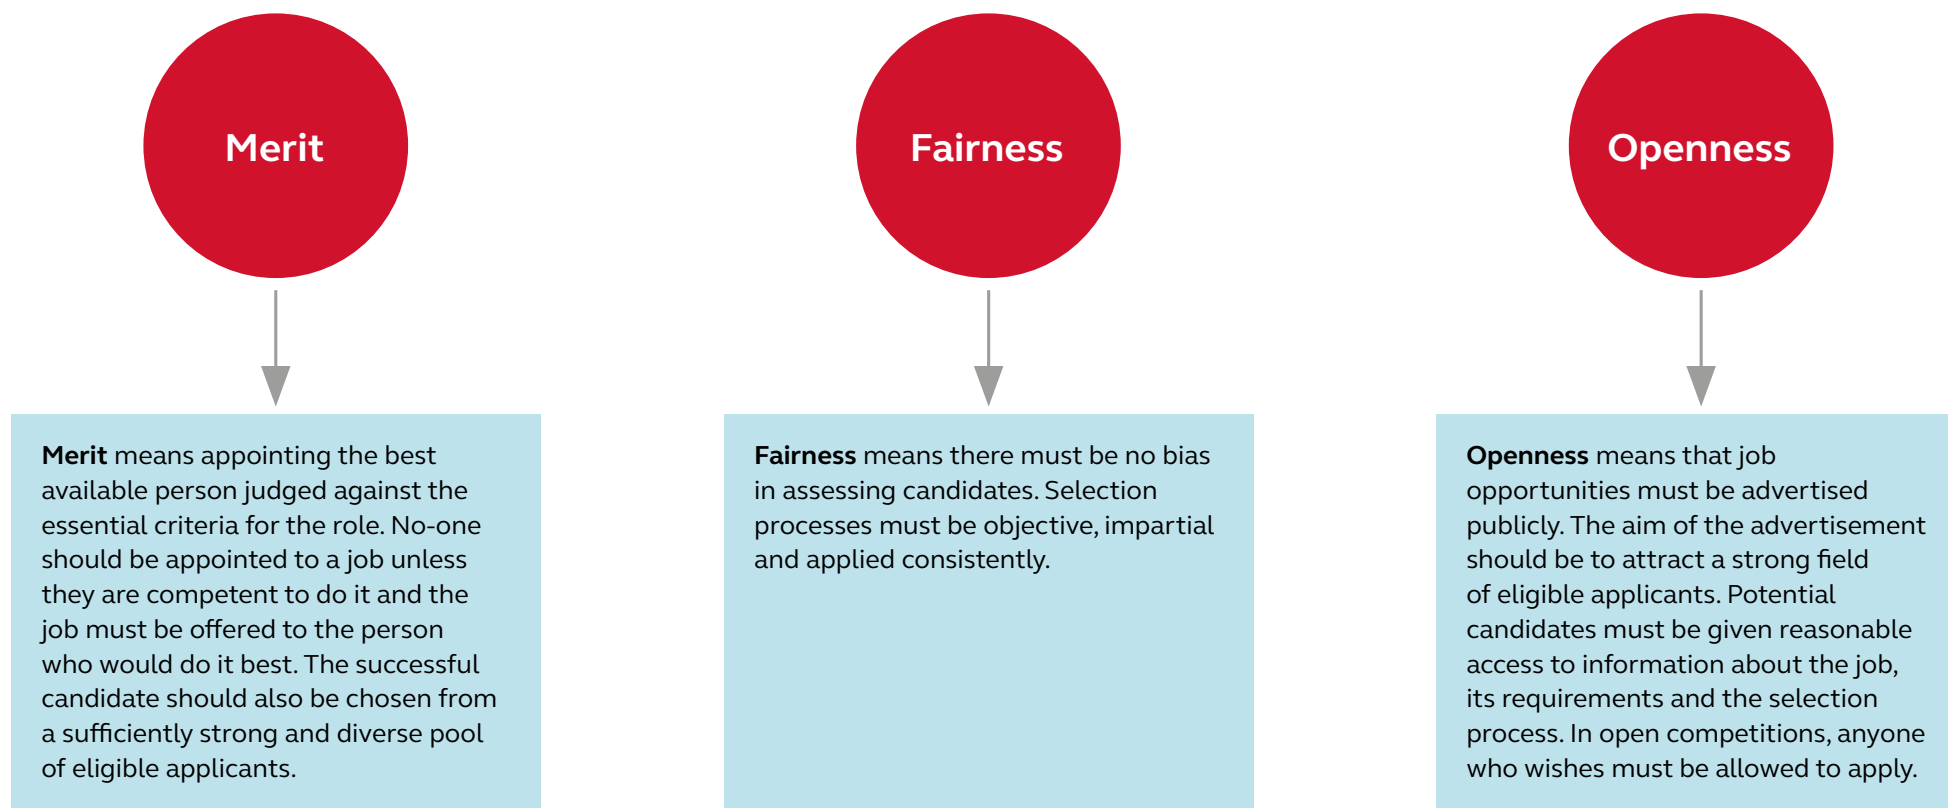 Merit
Merit means appointing the best
available person judged against the
essential criteria for the role. No-one
should be appointed to a job unless
they are competent to do it and the
job must be offered to the person
who would do it best. The successful
candidate should also be chosen from
a sufficiently strong and diverse pool
of eligible applicants.
Fairness
Fairness means there must be no bias
in assessing candidates. Selection
processes must be objective, impartial
and applied consistently.
Openness
Openness means that job
opportunities must be advertised
publicly. The aim of the advertisement
should be to attract a strong field
of eligible applicants. Potential
candidates must be given reasonable
access to information about the job,
its requirements and the selection
process. In open competitions, anyone
who wishes must be allowed to apply.